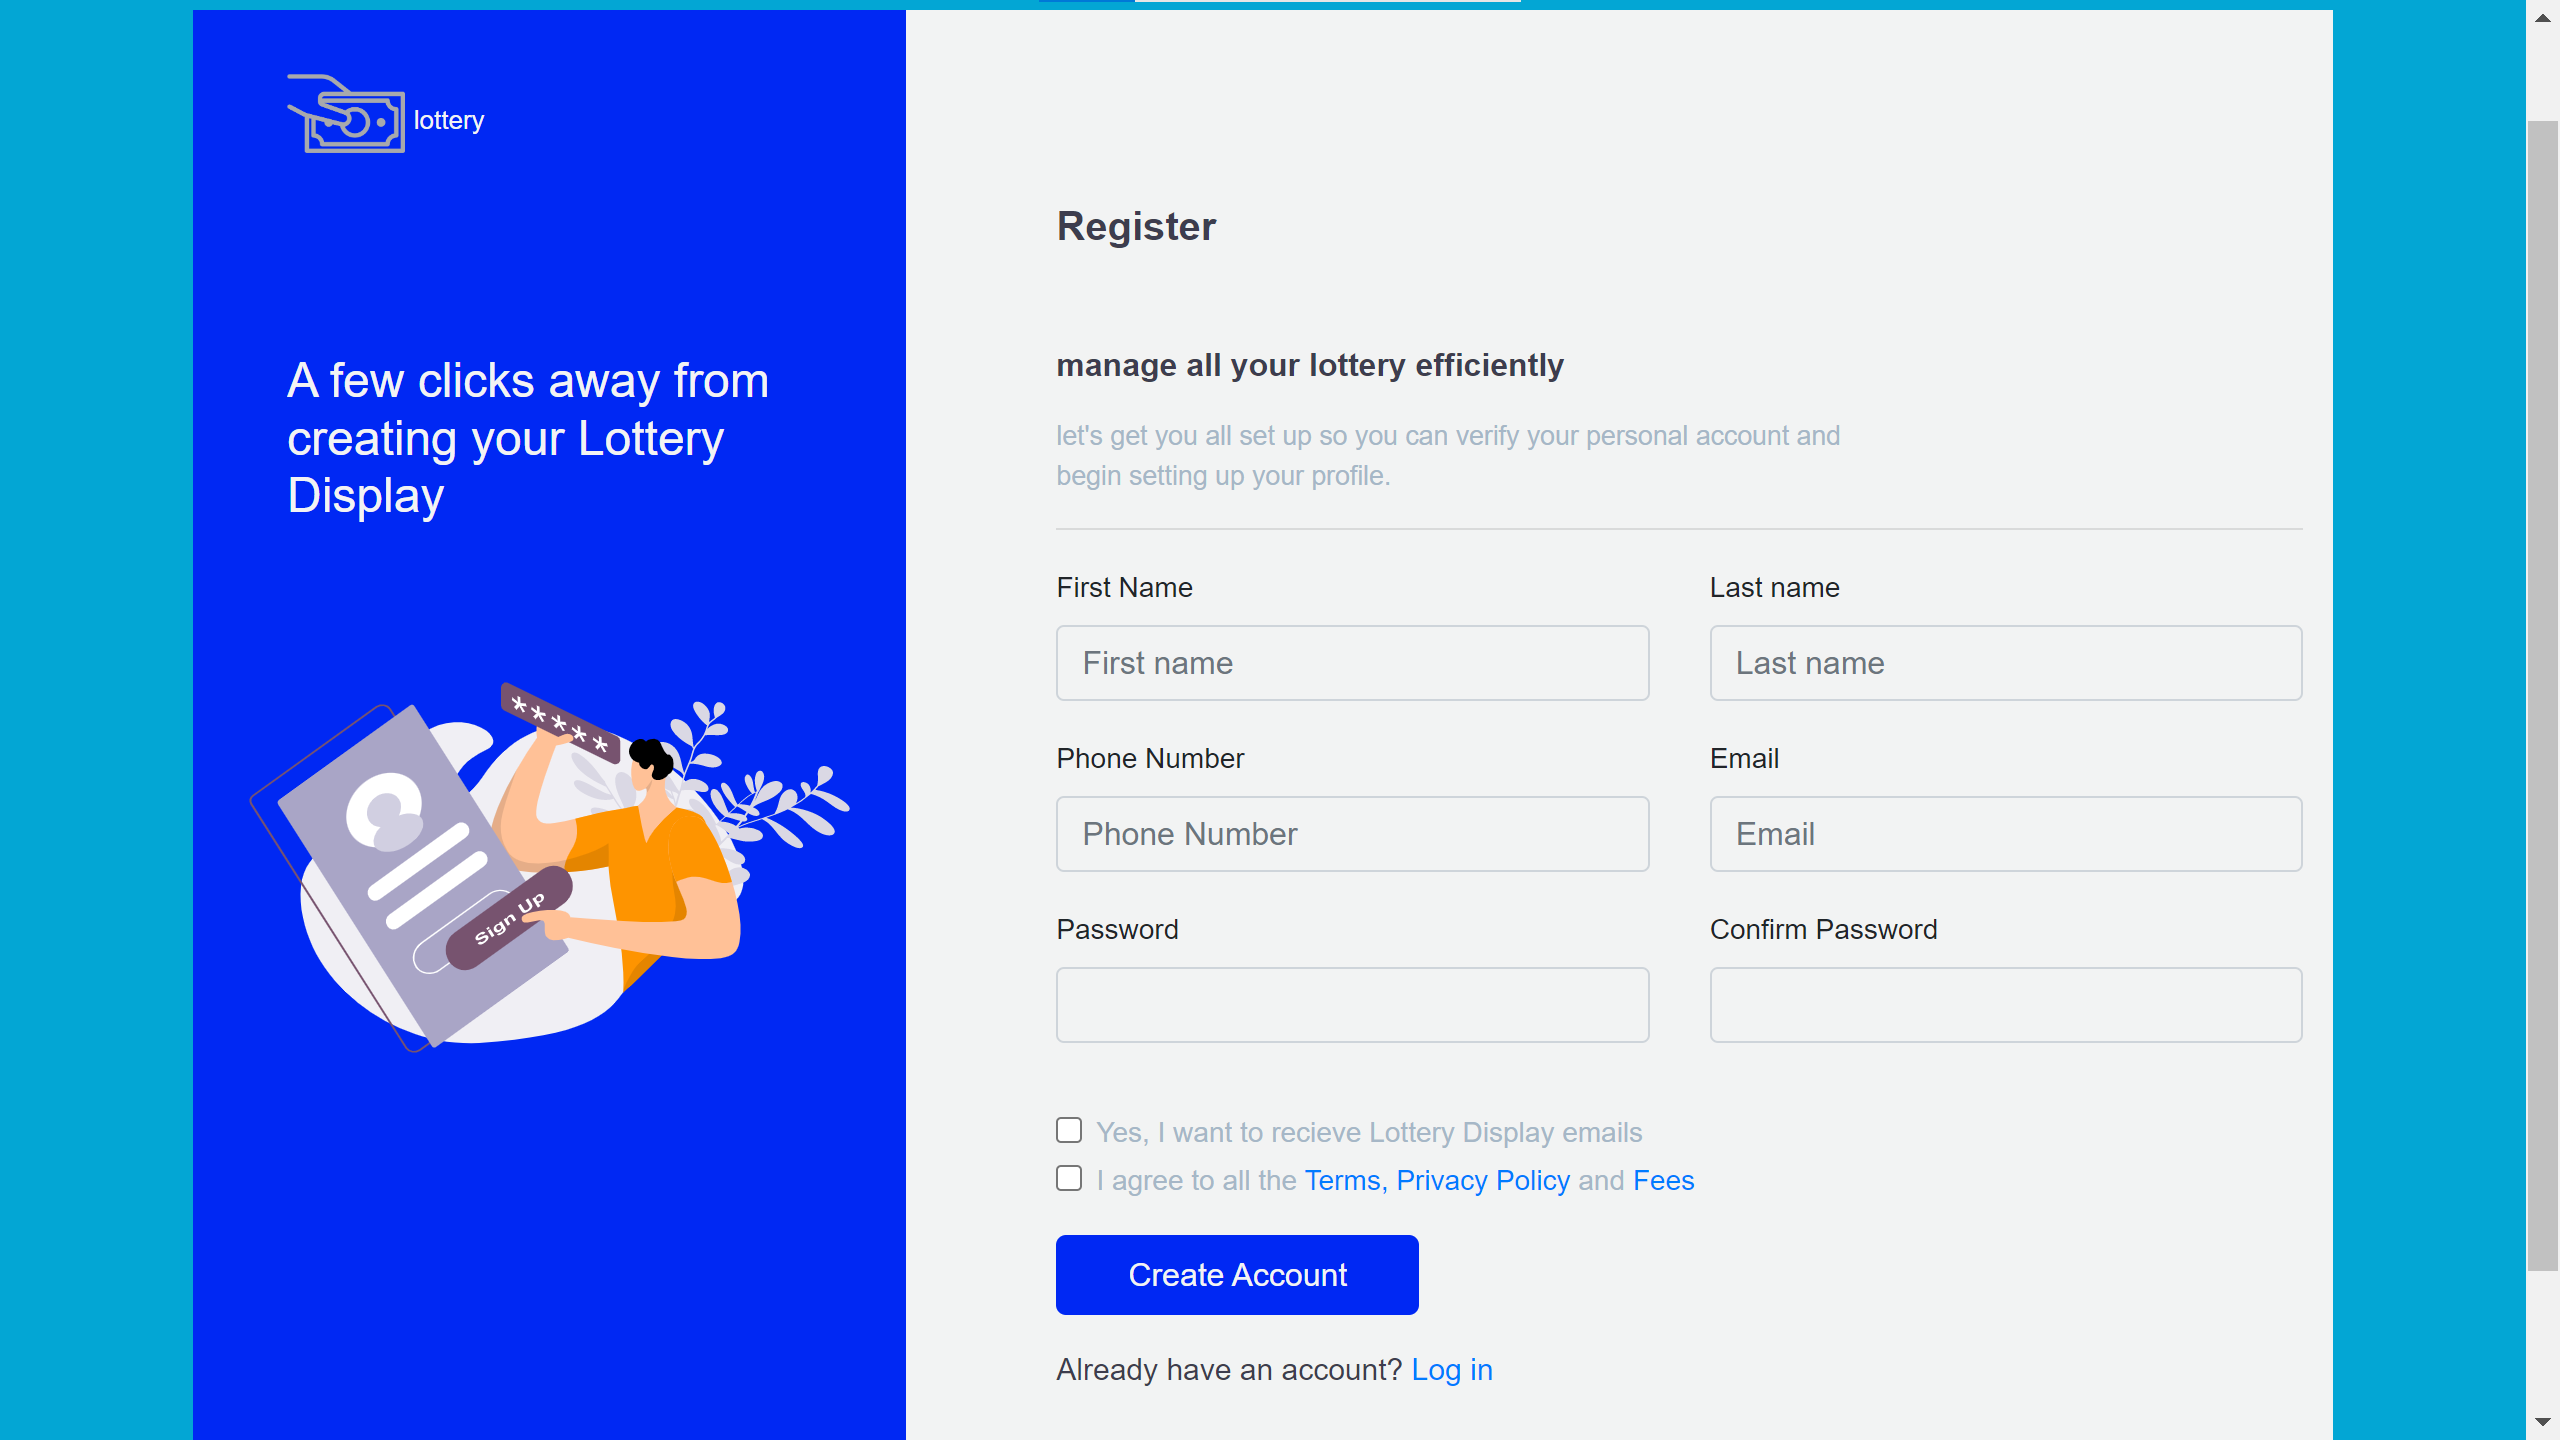 lottery
A few clicks away from
creating your Lottery
Display
*****
Sign Up
Register
manage all your lottery efficiently
let's get you all set up so you can verify your personal account and
begin setting up your profile.
First Name
Last name
First name
Last name
Phone Number
Email
Phone Number
Email
Password
Confirm Password
Yes, I want to recieve Lottery Display emails
I agree to all the Terms, Privacy Policy and Fees
Create Account
Already have an account? Log in